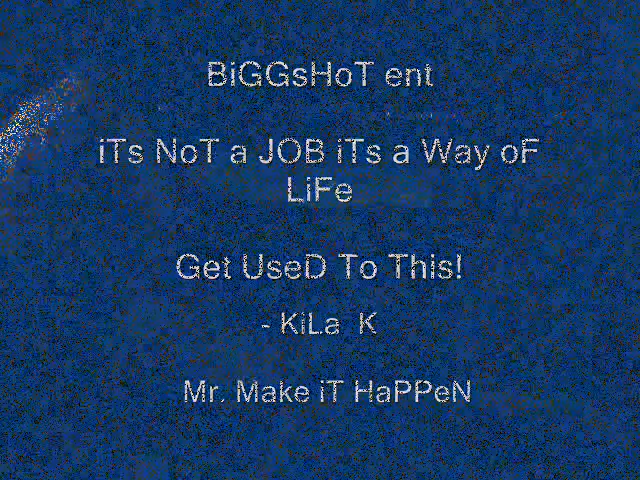 BiGGsHoT ent
iTs NoT a JOB iTs a Way oF
LiFe
Get UseD To This!
- KiLa K
Mr. Make iT HaPPeN